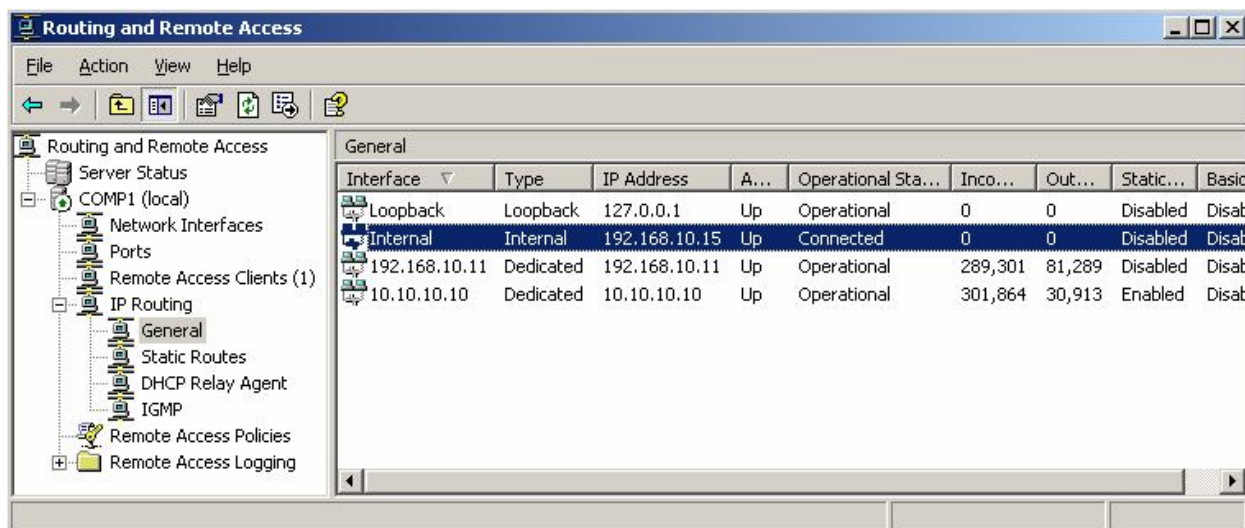 Routing and Remote Access
File Action View Help
Routing and Remote Access
Server Status
COMP1 (local)
Network Interfaces
Ports
Remote Access Clients (1)
IP Routing
General
Static Routes
DHCP Relay Agent
IGMP
Remote Access Policies
Remote Access Logging
General
Interface Type IP Address A... Operational Sta... Inco... Out... Static... Basic
Loopback Loopback 127.0.0.1 Up Operational 0 0 Disabled Disab
Internal Internal 192.168.10.15 Up Connected 0 0 Disabled Disab
192.168.10.11 Dedicated 192.168.10.11 Up Operational 289,301 81,289 Disabled Disab
10.10.10.10 Dedicated 10.10.10.10 Up Operational 301,864 30,913 Enabled Disab